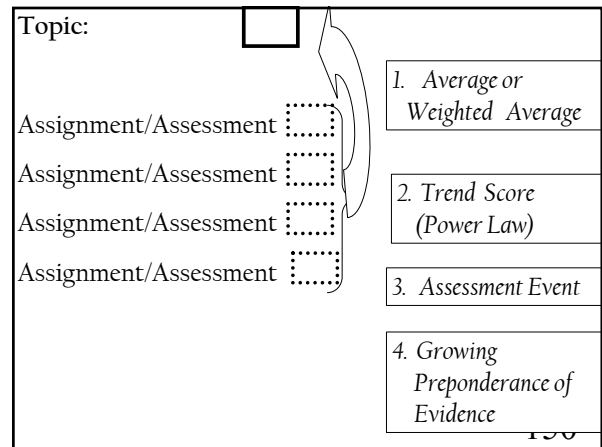 Topic:
Assignment/Assessment
Assignment/Assessment
Assignment/Assessment
Assignment/Assessment
1. Average or
Weighted Average
2. Trend Score
(Power Law)
3. Assessment Event
4. Growing
Preponderance of
Evidence